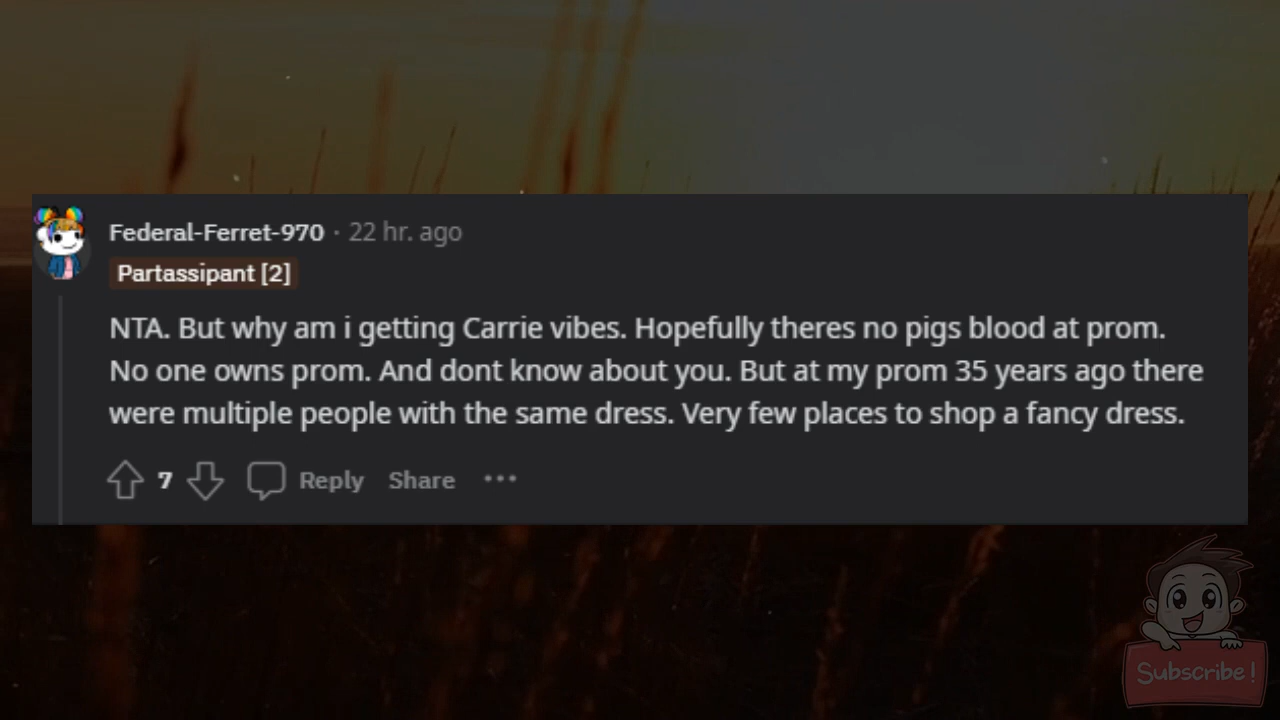 Federal-Ferret-970 · 22 hr. ago
Partassipant [2]
NTA. But why am i getting Carrie vibes. Hopefully theres no pigs blood at prom.
No one owns prom. And dont know about you. But at my prom 35 years ago there
were multiple people with the same dress. Very few places to shop a fancy dress.
7 Reply Share ...
Subscribe!